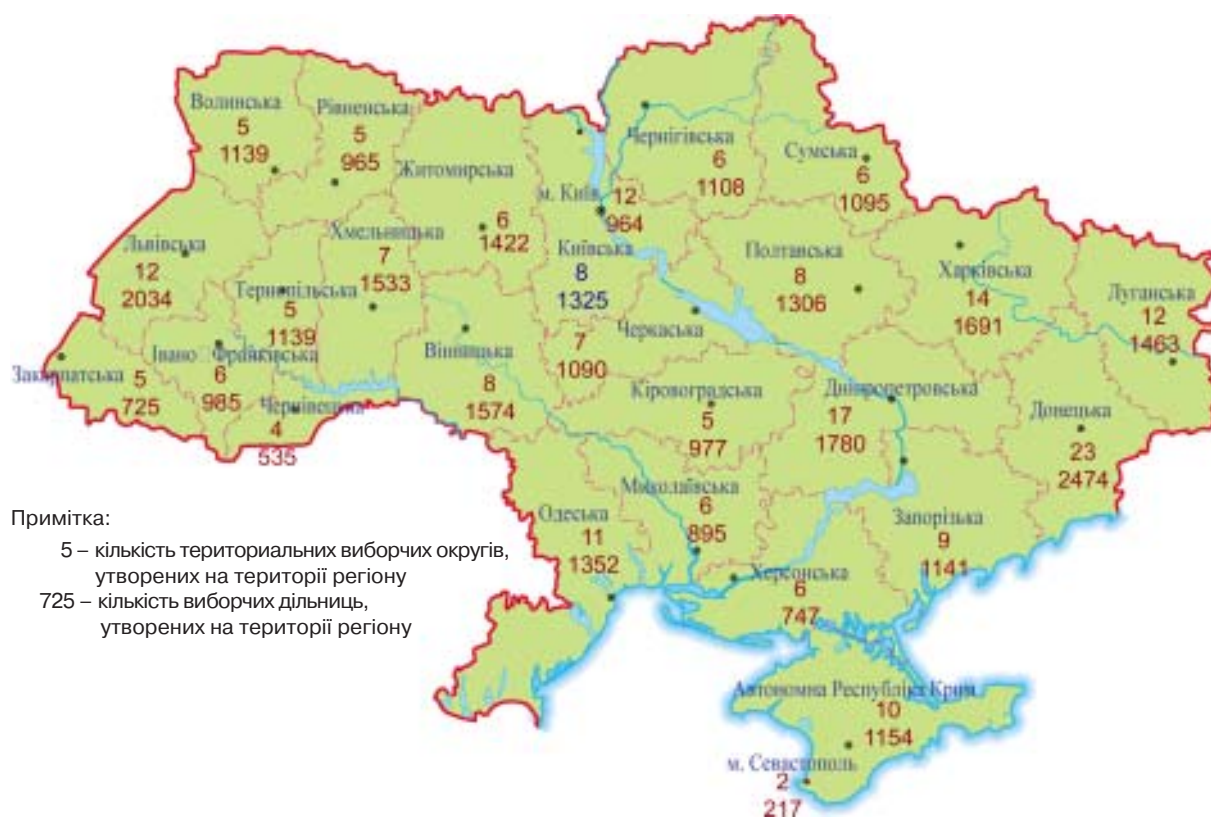 Волинська
5
1139
Рівненська
5
965
Житомирська
6
1422
Чернігівська
6
1108
Сумська
6
1095
м. Київ
12
964
Київська
8
1325
Львівська
12
2034
Хмельницька
7
1533
Тернопільська
5
1139
Полтавська
8
1306
Харківська
14
1691
Луганська
12
1463
Черкаська
7
1090
Вінницька
8
1574
Івано Франківська
6
985
Закарпатська
5
725
Чернівецька
4
535
Кіровоградська
5
977
Дніпропетровська
17
1780
Донецька
23
2474
Миколаївська
6
895
Одеська
11
1352
Запорізька
9
1141
Херсонська
6
747
Автономна Республіка Крим
10
1154
м. Севастополь
2
217
Примітка:
5 – кількість териториальних виборчих округів,
утворених на території регіону
725 – кількість виборчих дільниць,
утворених на території регіону